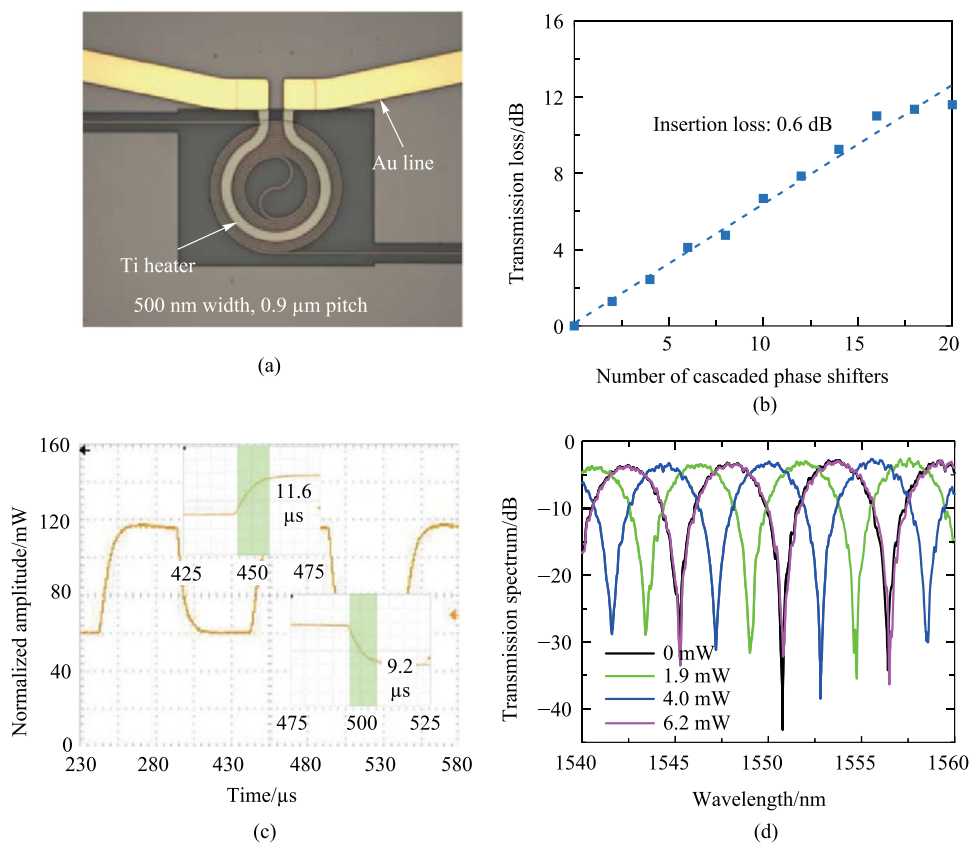 Au line
Ti heater
500 nm width, 0.9 µm pitch
(a)
16
12
8
4
0
Transmission loss/dB
Insertion loss: 0.6 dB
5
10
15
20
Number of cascaded phase shifters
(b)
160
120
80
40
0
Normalized amplitude/mW
11.6
µs
425
450
475
9.2
µs
475
500
525
230
280
430
480
530
580
Time/µs
(c)
0
−10
−20
−30
−40
Transmission spectrum/dB
0 mW
1.9 mW
4.0 mW
6.2 mW
1540
1545
1550
1555
1560
Wavelength/nm
(d)